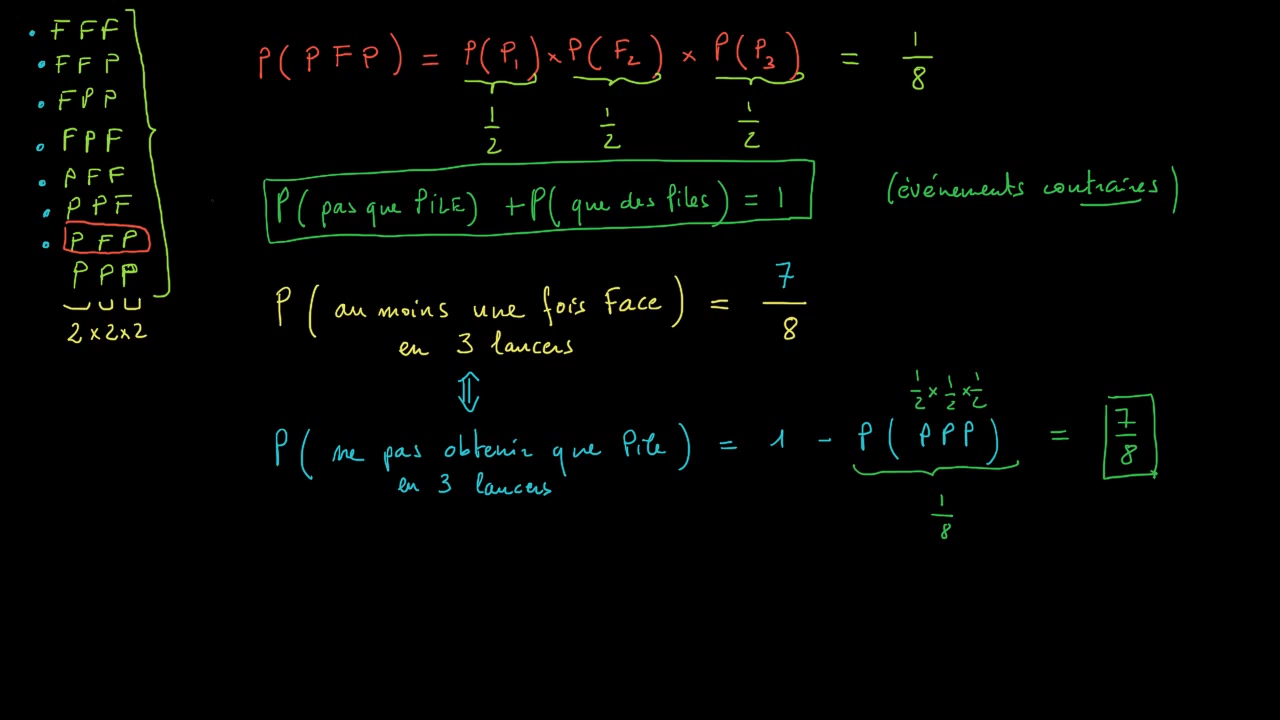 F F F
F F P
F P P
F P F
P F F
P P F
P F P
P P P
2 × 2 × 2
P( P F P ) = P(P₁) × P(F₂) × P(P₃) = 1/8
1/2 1/2 1/2
P( pas que PILE) + P( que des Piles) = 1
(événements contraires)
P( au moins une fois Face) = 7/8
en 3 lancers
⇕
1/2 × 1/2 × 1/2
P( ne pas obtenir que Pile) = 1 - P( P P P) = 7/8
en 3 lancers
1/8